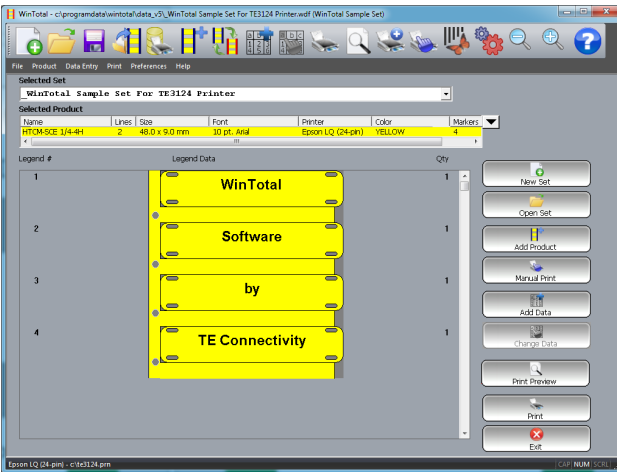 WinTotal - c:\programdata\wintotal\data_v5\_WinTotal Sample Set For TE3124 Printer.wdf (WinTotal Sample Set)
File Product Data Entry Print Preferences Help
Selected Set
_WinTotal Sample Set For TE3124 Printer
Selected Product
Name Lines Size Font Printer Color Markers
HTCM-SCE 1/4-4H 2 48.0 x 9.0 mm 10 pt. Arial Epson LQ (24-pin) YELLOW 4
Legend # Legend Data Qty
1 WinTotal 1
2 Software 1
3 by 1
4 TE Connectivity 1
New Set
Open Set
Add Product
Manual Print
Add Data
Change Data
Print Preview
Print
Exit
Epson LQ (24-pin) - c:\te3124.prn CAP NUM SCRL